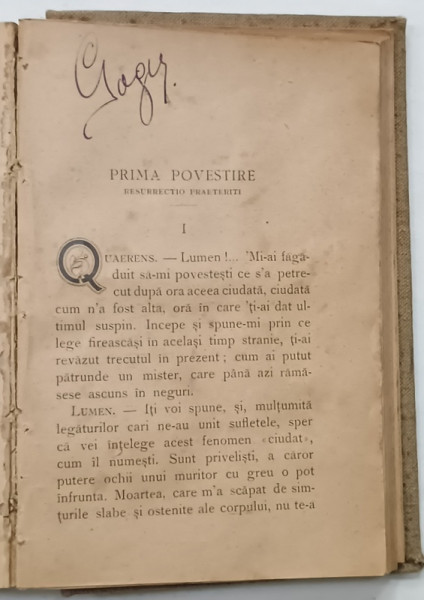 PRIMA POVESTIRE
RESURRECTIO PRAETERITI
I
QUAERENS. — Lumen !... 'Mi-ai făgă-
duit să-mi povestești ce s'a petre-
cut după ora aceea ciudată, ciudată
cum n'a fost alta, oră în care 'ți-ai dat ul-
timul suspin. Incepe și spune-mi prin ce
lege firească și în același timp stranie, ți-ai
revăzut trecutul în prezent ; cum ai putut
pătrunde un mister, care până azi rămă-
sese ascuns în neguri.
LUMEN. — Iți voi spune, și, mulțumită
legăturilor cari ne-au unit sufletele, sper
că vei înțelege acest fenomen «ciudat»,
cum îl numești. Sunt priveliști, a căror
putere ochii unui muritor cu greu o pot
înfrunta. Moartea, care m'a scăpat de sim-
țurile slabe și ostenite ale corpului, nu te-a